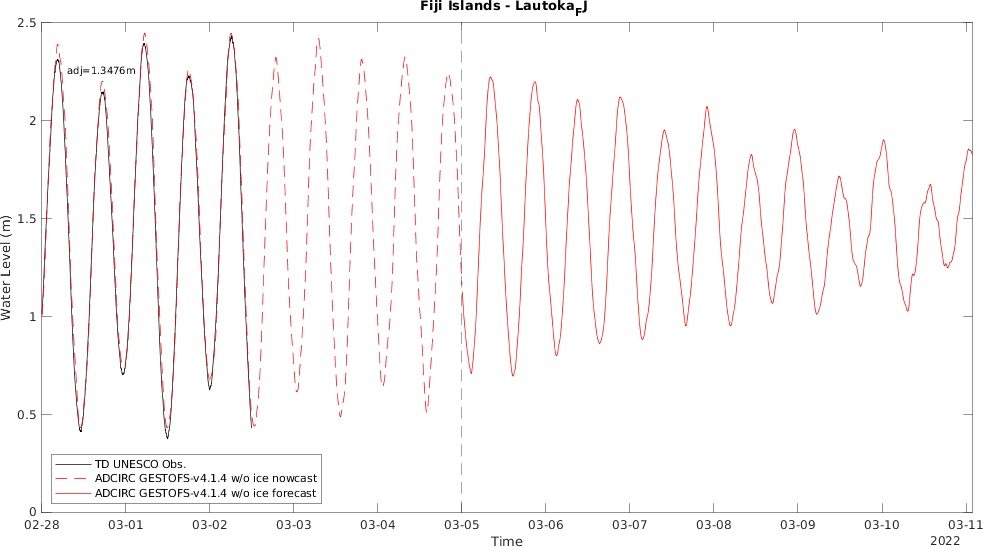 Fiji Islands - Lautoka_FJ
2.5
adj=1.3476m
2
1.5
Water Level (m)
1
0.5
TD UNESCO Obs.
ADCIRC GESTOFS-v4.1.4 w/o ice nowcast
ADCIRC GESTOFS-v4.1.4 w/o ice forecast
0
02-28 03-01 03-02 03-03 03-04 03-05 03-06 03-07 03-08 03-09 03-10 03-11
Time
2022